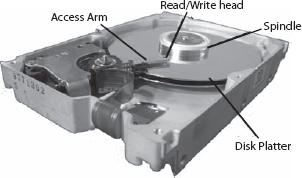 Read/Write head
Access Arm
Spindle
Disk Platter